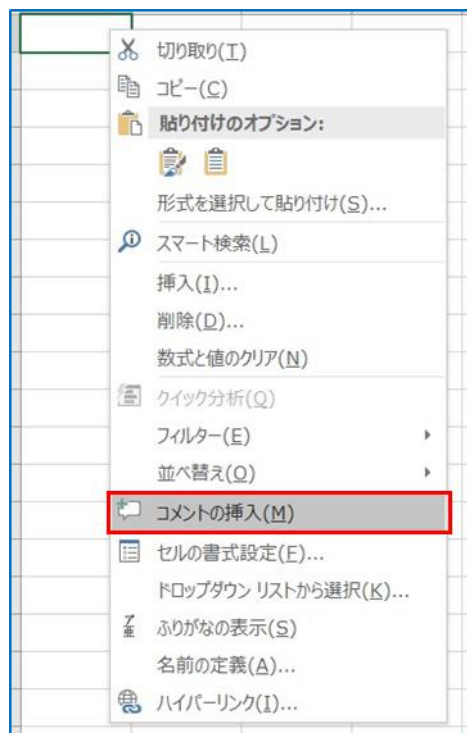 切り取り(T)
コピー(C)
貼り付けのオプション:
形式を選択して貼り付け(S)...
スマート検索(L)
挿入(I)...
削除(D)...
数式と値のクリア(N)
クイック分析(Q)
フィルター(E)
並べ替え(O)
コメントの挿入(M)
セルの書式設定(F)...
ドロップダウン リストから選択(K)...
ふりがなの表示(S)
名前の定義(A)...
ハイパーリンク(I)...